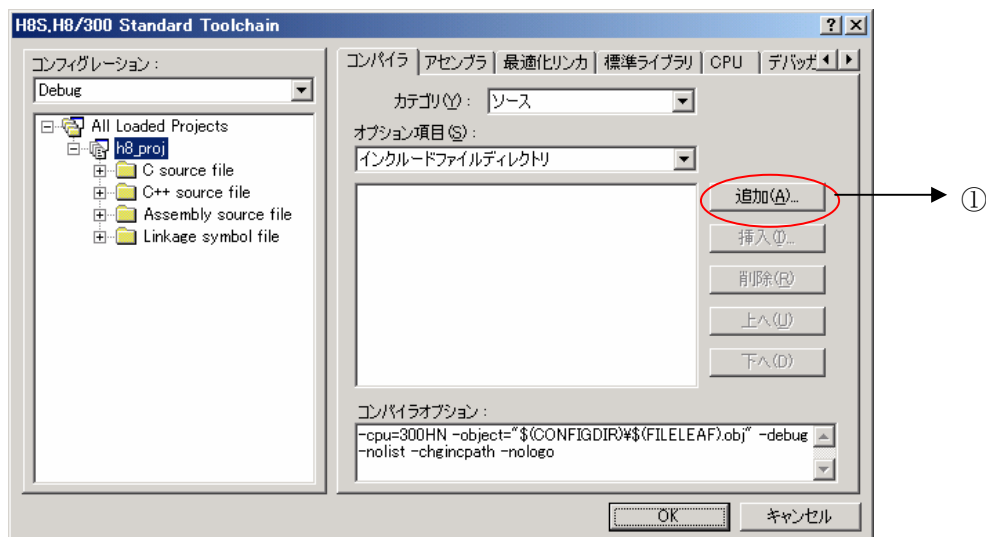 H8S,H8/300 Standard Toolchain
コンフィグレーション :
Debug
All Loaded Projects
h8_proj
C source file
C++ source file
Assembly source file
Linkage symbol file
コンパイラ アセンブラ 最適化リンカ 標準ライブラリ CPU デバッガ
カテゴリ(Y) : ソース
オプション項目(S) :
インクルードファイルディレクトリ
追加(A)...
①
挿入(I)...
削除(R)
上へ(U)
下へ(D)
コンパイラオプション :
-cpu=300HN -object="$(CONFIGDIR)¥$(FILELEAF).obj" -debug
-nolist -chgincpath -nologo
OK キャンセル